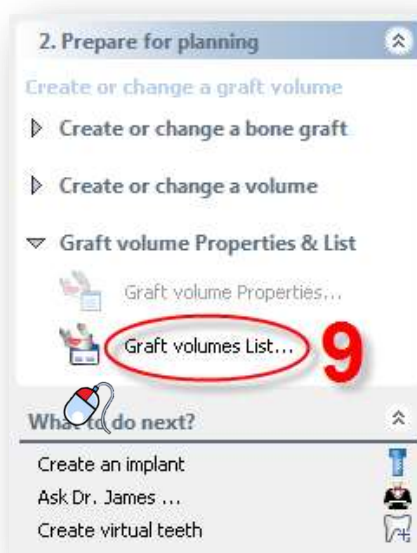 2. Prepare for planning
Create or change a graft volume
Create or change a bone graft
Create or change a volume
Graft volume Properties & List
Graft volume Properties...
Graft volumes List...
9
What to do next?
Create an implant
Ask Dr. James ...
Create virtual teeth